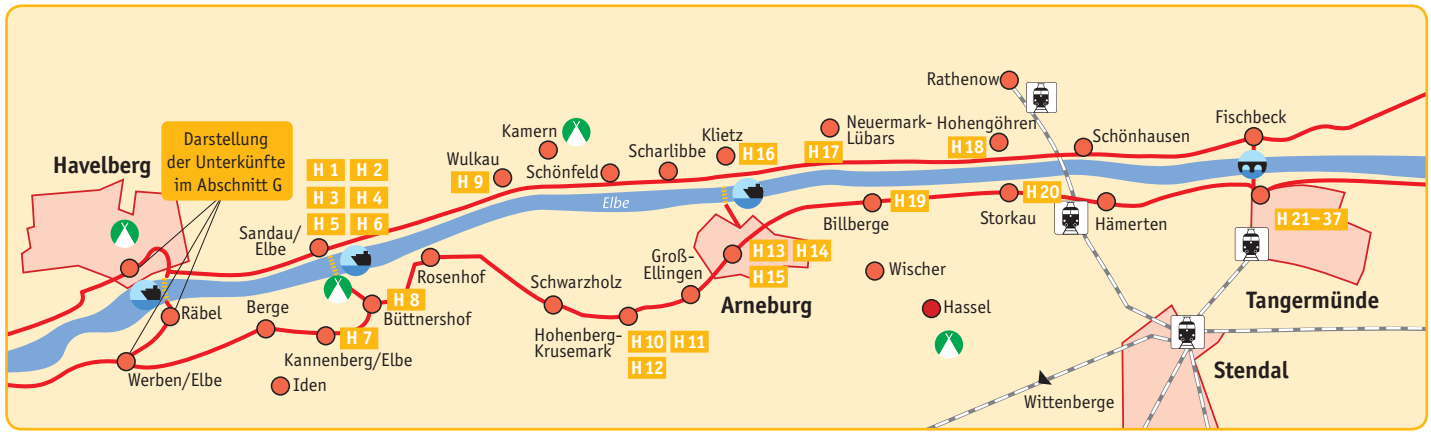 Darstellung
der Unterkünfte
im Abschnitt G
Havelberg
H 1
H 2
H 3
H 4
H 5
H 6
Sandau/
Elbe
Räbel
Werben/Elbe
Berge
Iden
H 7
Kannenberg/Elbe
H 8
Büttnershof
Rosenhof
Wulkau
H 9
Kamern
Schönfeld
Scharlibbe
Elbe
Klietz
H 16
Schwarzholz
Hohenberg-
Krusemark
H 10
H 11
H 12
Groß-
Ellingen
H 13
H 14
H 15
Arneburg
Neuermark-
Lübars
H 17
Hohengöhren
H 18
Rathenow
Schönhausen
Fischbeck
Billberge
H 19
Storkau
H 20
Hämerten
H 21–37
Wischer
Hassel
Tangermünde
Stendal
Wittenberge